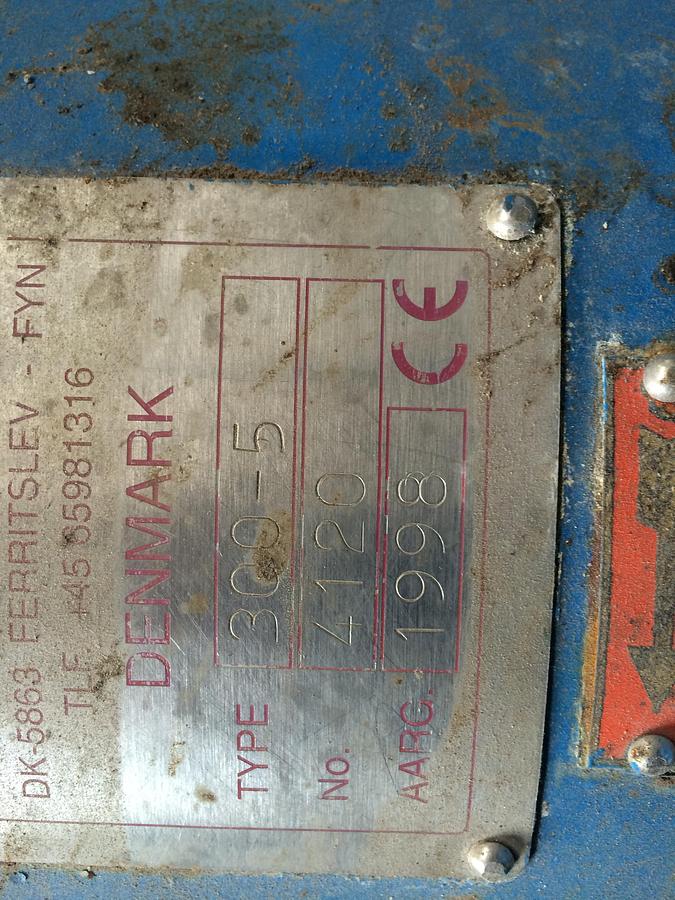 DK-5863 FERRITSLEV - FYN
TLF. +45 65981316
DENMARK
TYPE 300-5
No. 4120
AARG. 1998 CE